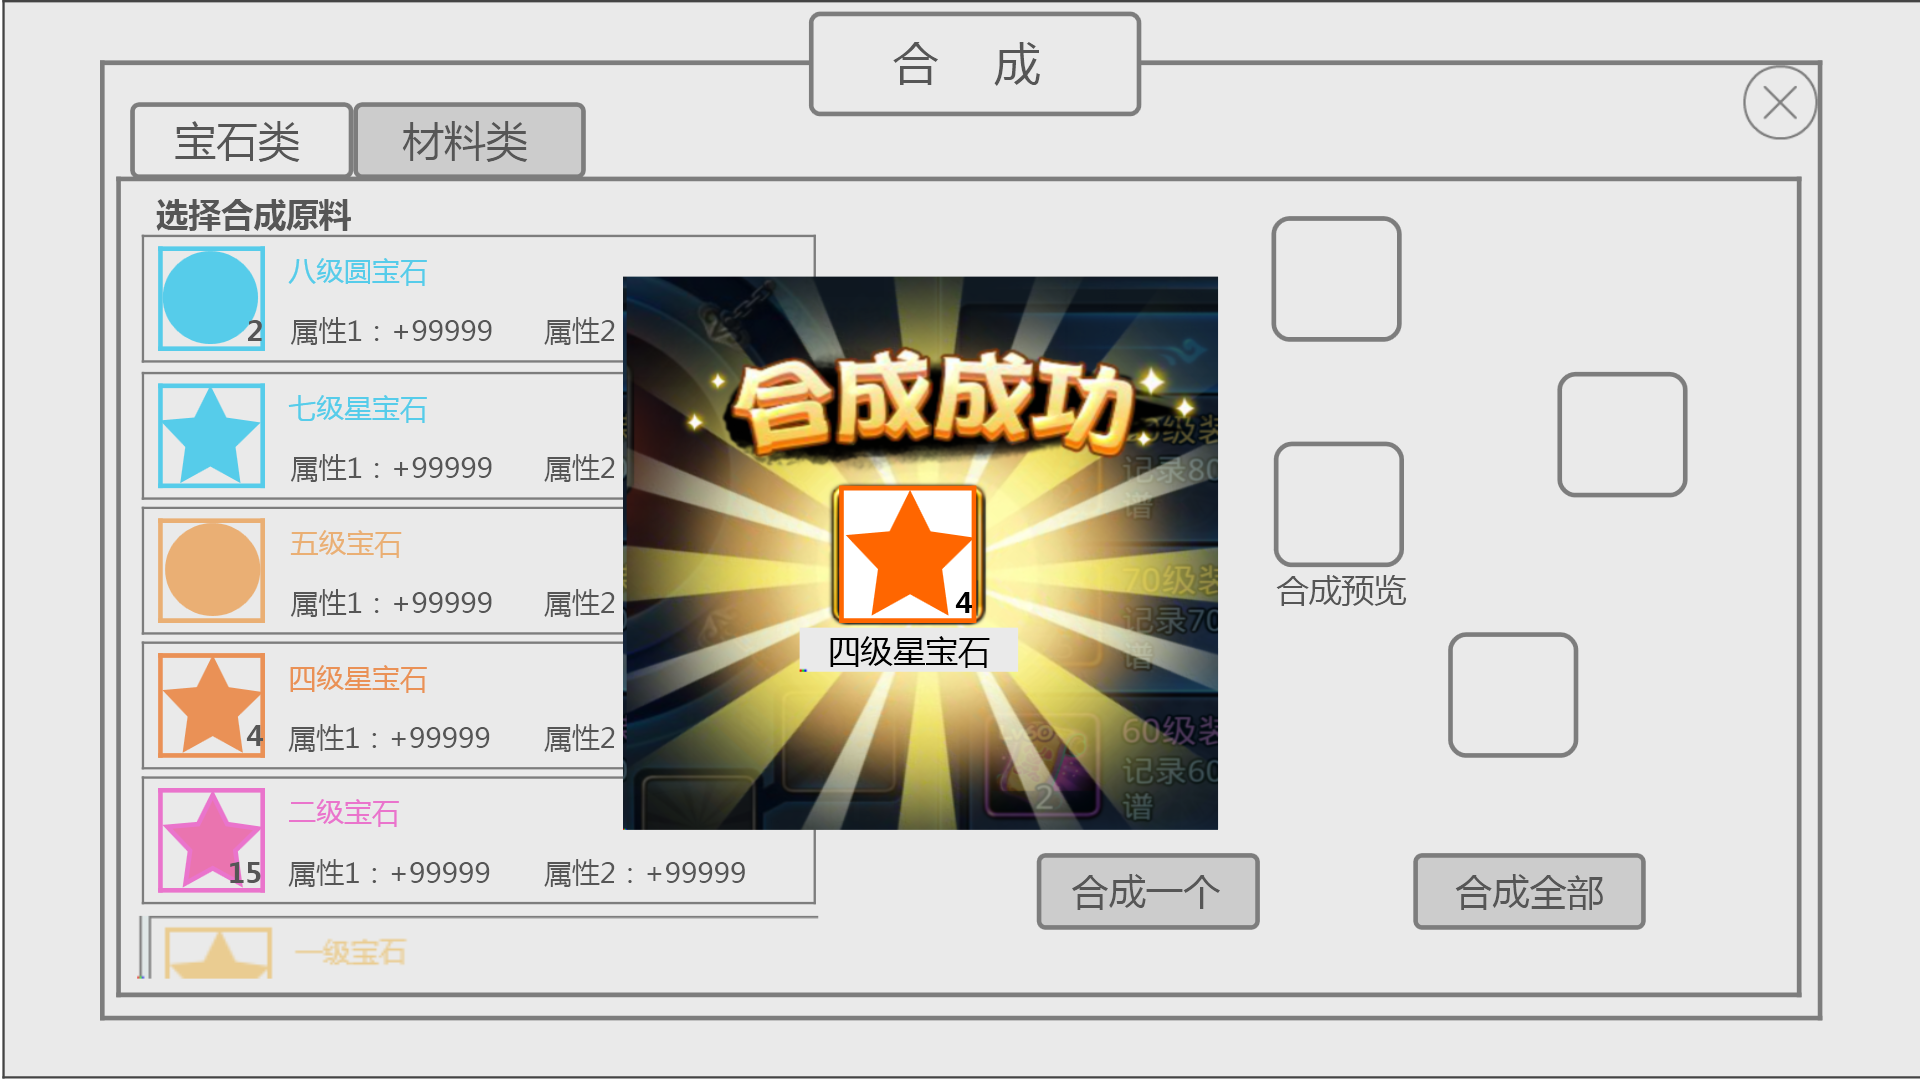 合 成
宝石类
材料类
选择合成原料
八级圆宝石
2
属性1：+99999 属性2
七级星宝石
属性1：+99999 属性2
五级宝石
属性1：+99999 属性2
四级星宝石
4
属性1：+99999 属性2
二级宝石
15
属性1：+99999 属性2：+99999
一级宝石
合成成功
4
四级星宝石
级装
记录80
谱
70级装
记录70
谱
60级装
记录60
谱
2
合成预览
合成一个
合成全部